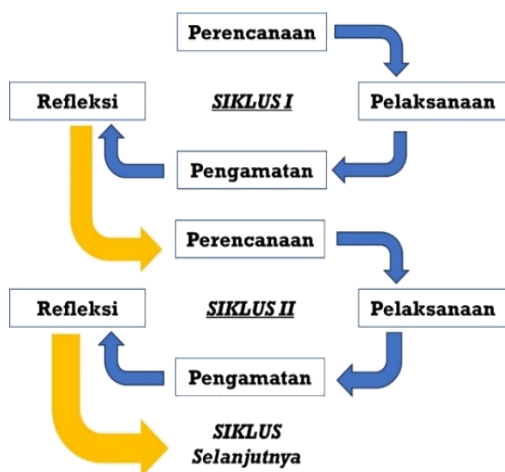 Perencanaan
Refleksi
SIKLUS I
Pelaksanaan
Pengamatan
Perencanaan
Refleksi
SIKLUS II
Pelaksanaan
Pengamatan
SIKLUS
Selanjutnya